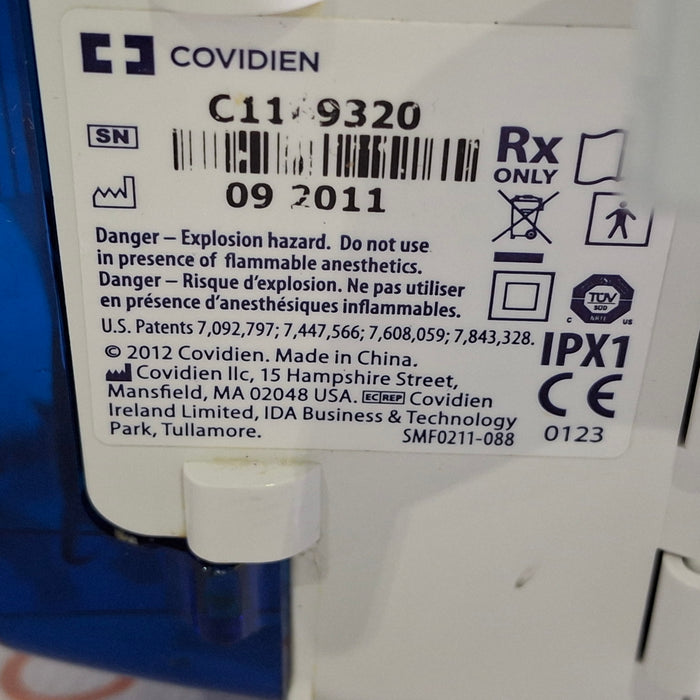 COVIDIEN
SN
09 2011
Rx
ONLY
Danger – Explosion hazard. Do not use
in presence of flammable anesthetics.
Danger – Risque d'explosion. Ne pas utiliser
en présence d'anesthésiques inflammables.
TÜV
SÜD
C US
U.S. Patents 7,092,797; 7,447,566; 7,608,059; 7,843,328.
IPX1
© 2012 Covidien. Made in China.
Covidien llc, 15 Hampshire Street,
Mansfield, MA 02048 USA. EC REP Covidien
Ireland Limited, IDA Business & Technology
Park, Tullamore.
SMF0211-088
CE
0123